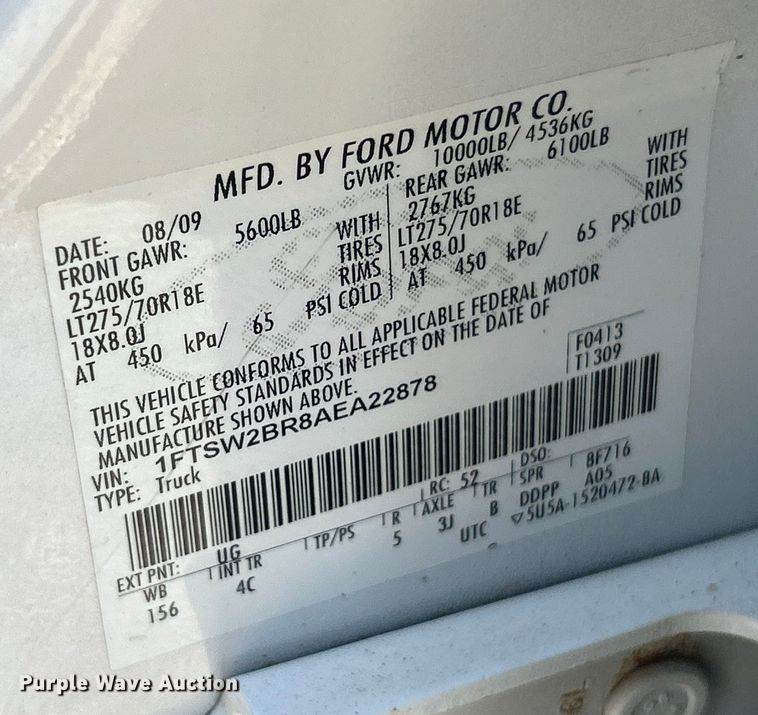 MFD. BY FORD MOTOR CO.
DATE: 08/09
GVWR: 10000LB/ 4536KG
FRONT GAWR: 5600LB
2540KG WITH
LT275/70R18E TIRES
18X8.0J RIMS
AT 450 kPa/ 65 PSI COLD
REAR GAWR: 6100LB
2767KG WITH
LT275/70R18E TIRES
18X8.0J RIMS
AT 450 kPa/ 65 PSI COLD
THIS VEHICLE CONFORMS TO ALL APPLICABLE FEDERAL MOTOR
VEHICLE SAFETY STANDARDS IN EFFECT ON THE DATE OF
MANUFACTURE SHOWN ABOVE.
F0413
T1309
VIN: 1FTSW2BR8AEA22878
TYPE: Truck
EXT PNT: UG RC: 52 DSO:
WB INT TR TP/PS R AXLE TR SPR 8F716
156 4C 5 3J B DDPP A05
UTC 5U5A-1520472-BA
Purple Wave Auction